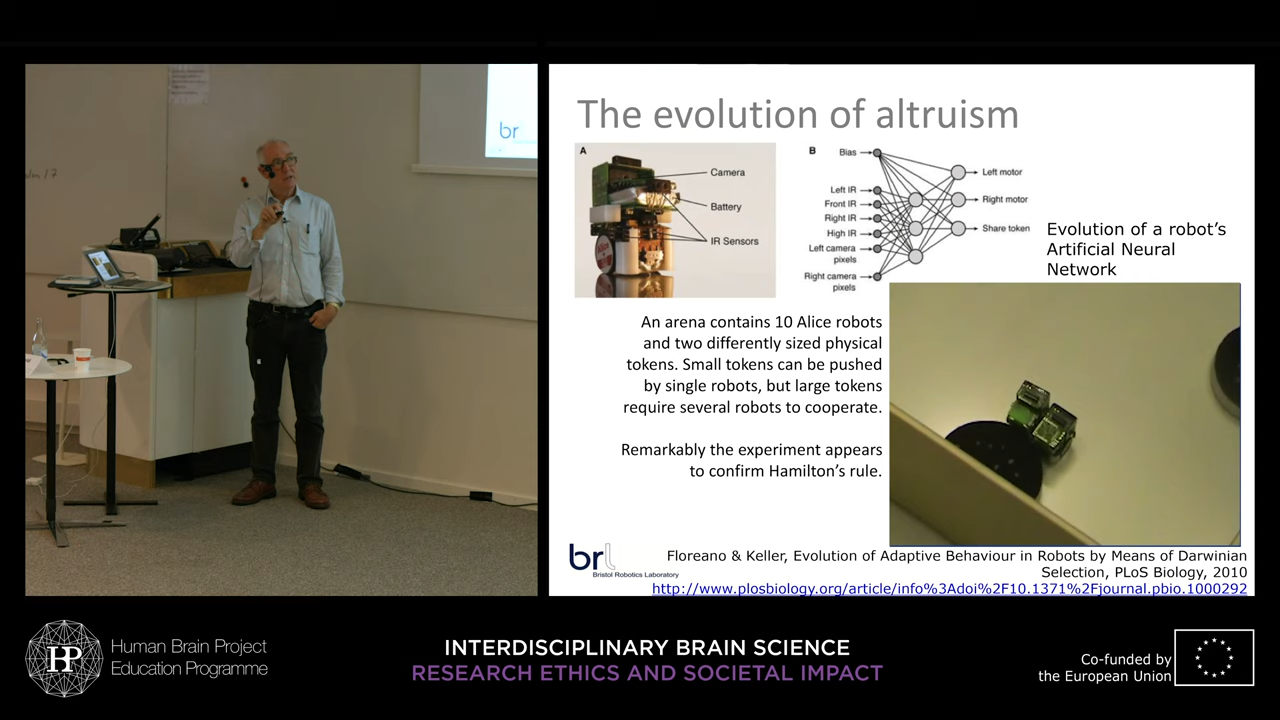 br
The evolution of altruism
A
Camera
Battery
IR Sensors
B
Bias
Left IR
Front IR
Right IR
High IR
Left camera
pixels
Right camera
pixels
Left motor
Right motor
Share token
Evolution of a robot's
Artificial Neural
Network
An arena contains 10 Alice robots
and two differently sized physical
tokens. Small tokens can be pushed
by single robots, but large tokens
require several robots to cooperate.
Remarkably the experiment appears
to confirm Hamilton's rule.
brl
Bristol Robotics Laboratory
Floreano & Keller, Evolution of Adaptive Behaviour in Robots by Means of Darwinian
Selection, PLoS Biology, 2010
http://www.plosbiology.org/article/info%3Adoi%2F10.1371%2Fjournal.pbio.1000292
HP
Human Brain Project
Education Programme
INTERDISCIPLINARY BRAIN SCIENCE
RESEARCH ETHICS AND SOCIETAL IMPACT
Co-funded by
the European Union